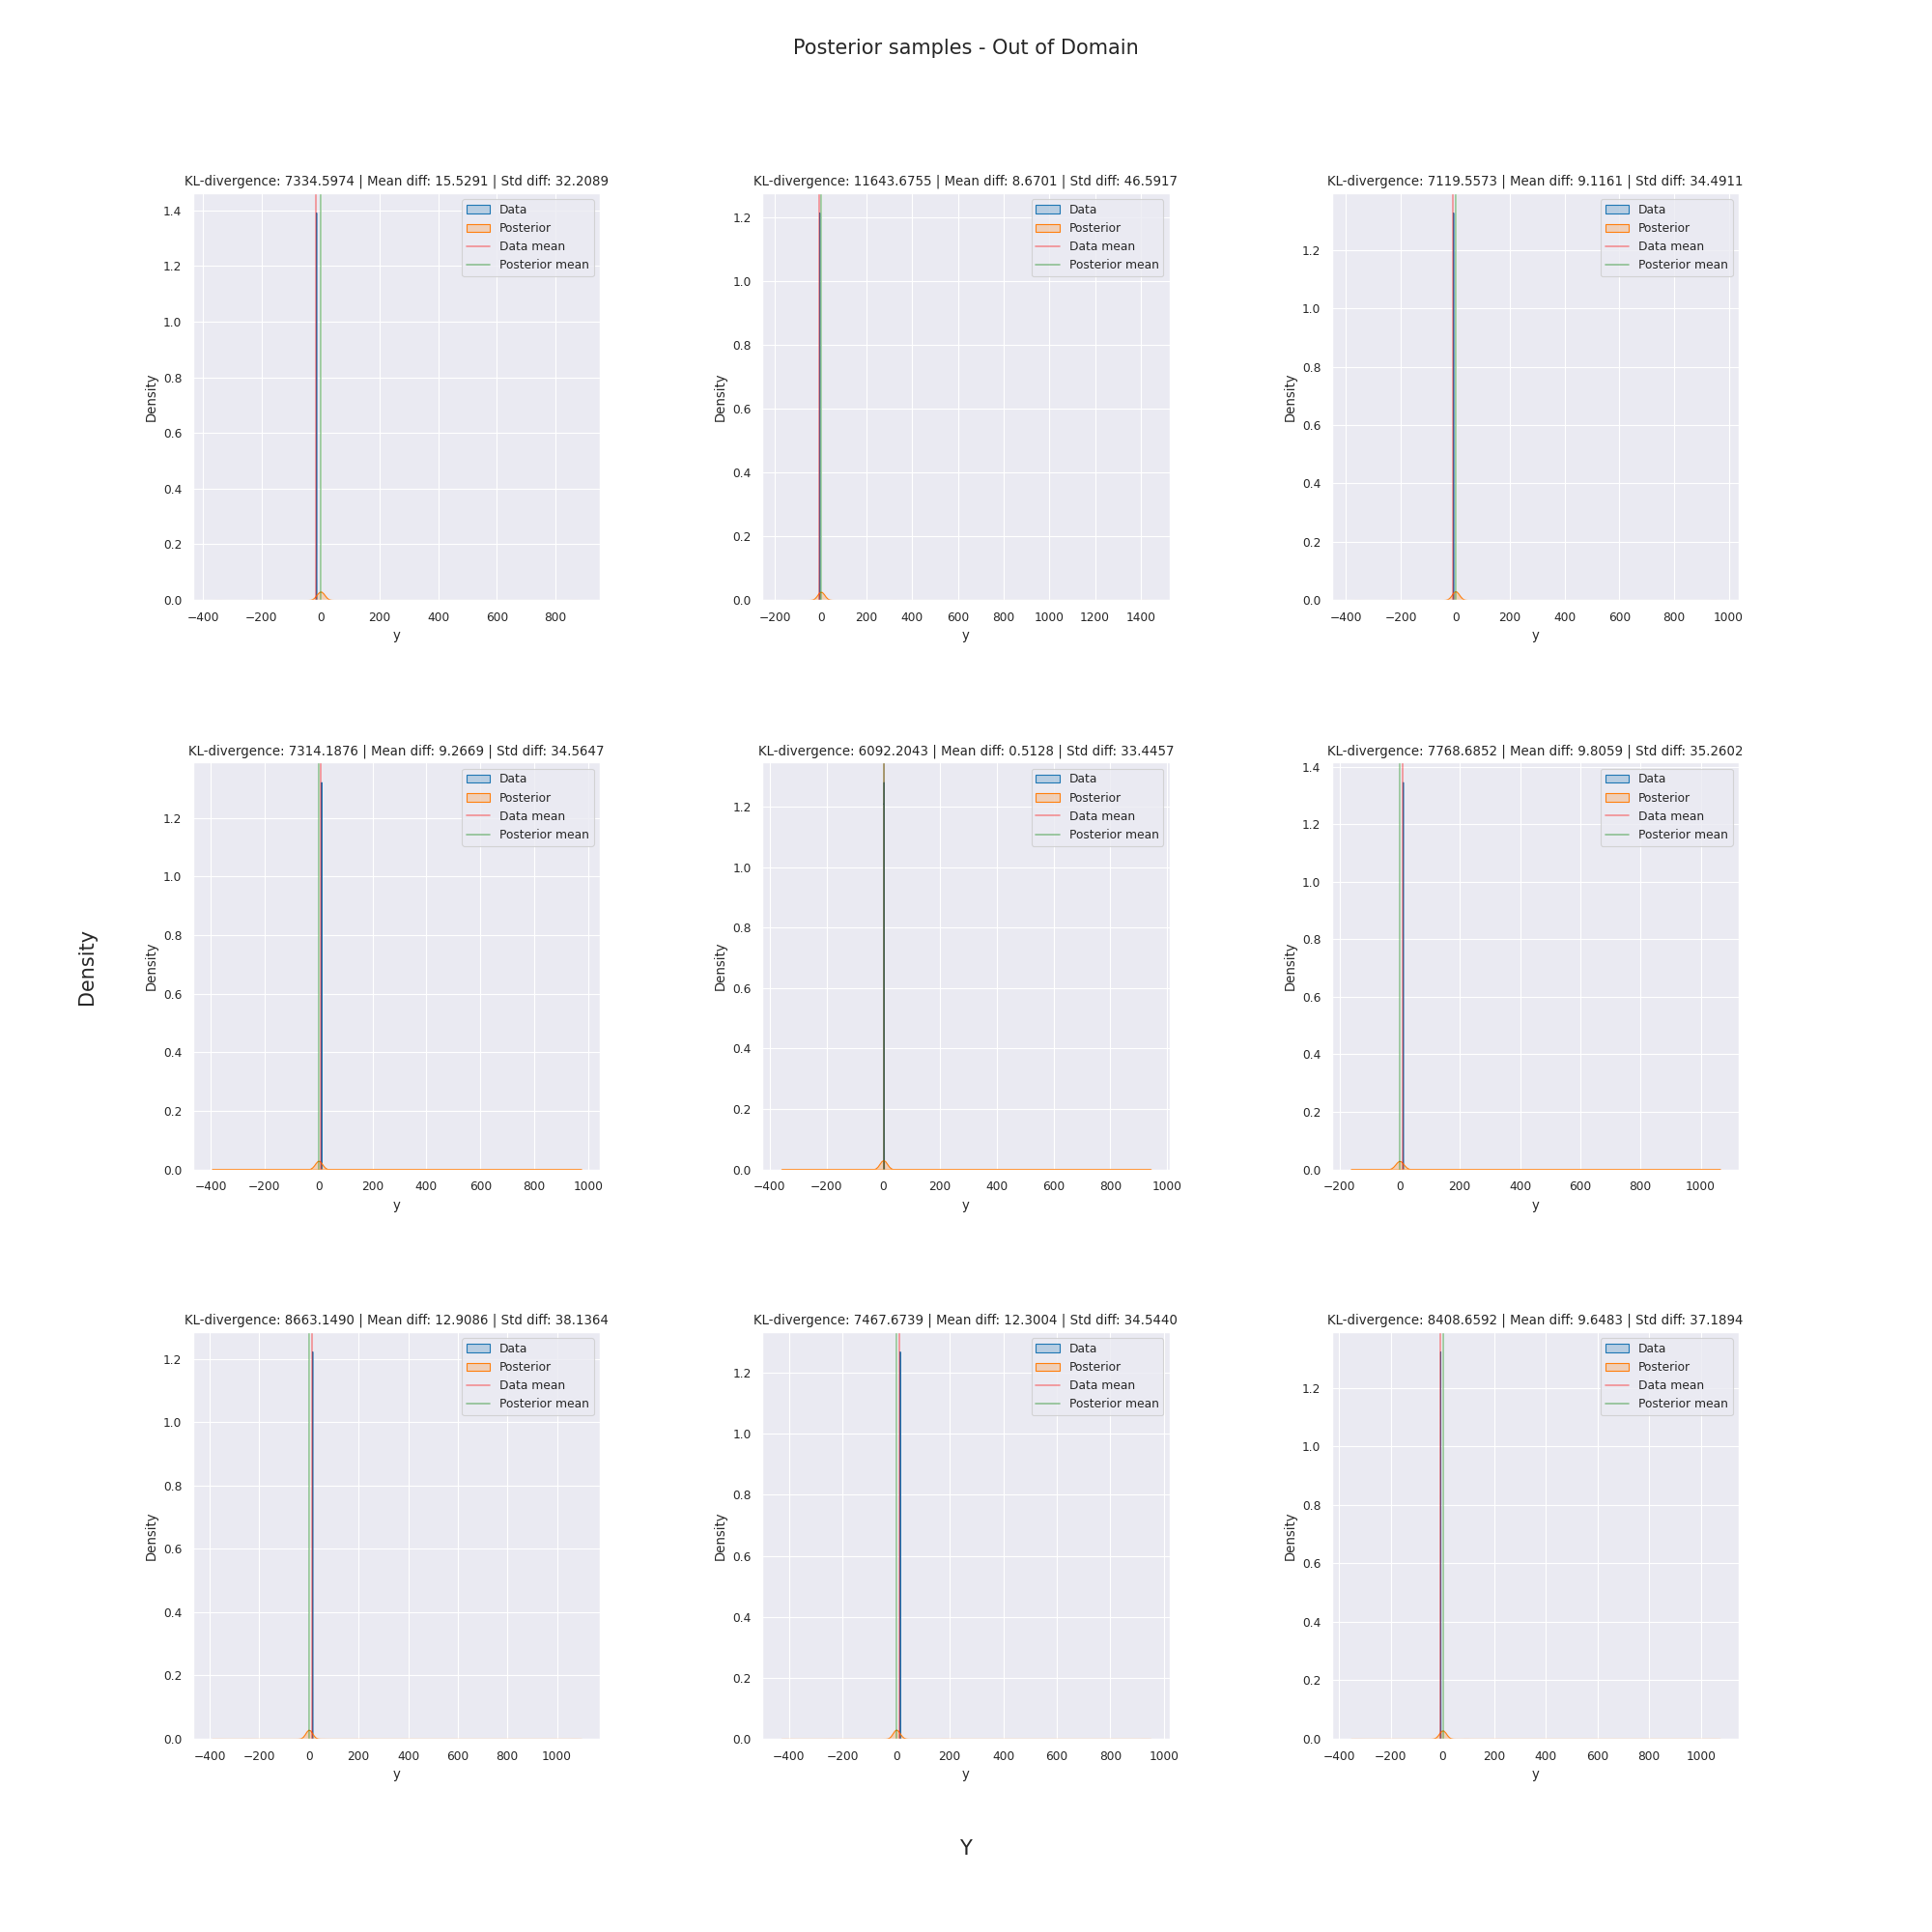 Posterior samples - Out of Domain
KL-divergence: 7334.5974 | Mean diff: 15.5291 | Std diff: 32.2089
1.4
1.2
1.0
0.8
0.6
0.4
0.2
0.0
Density
Data
Posterior
Data mean
Posterior mean
−400 −200 0 200 400 600 800
y
KL-divergence: 11643.6755 | Mean diff: 8.6701 | Std diff: 46.5917
1.2
1.0
0.8
0.6
0.4
0.2
0.0
Density
Data
Posterior
Data mean
Posterior mean
−200 0 200 400 600 800 1000 1200 1400
y
KL-divergence: 7119.5573 | Mean diff: 9.1161 | Std diff: 34.4911
1.2
1.0
0.8
0.6
0.4
0.2
0.0
Density
Data
Posterior
Data mean
Posterior mean
−400 −200 0 200 400 600 800 1000
y
Density
KL-divergence: 7314.1876 | Mean diff: 9.2669 | Std diff: 34.5647
1.2
1.0
0.8
0.6
0.4
0.2
0.0
Density
Data
Posterior
Data mean
Posterior mean
−400 −200 0 200 400 600 800 1000
y
KL-divergence: 6092.2043 | Mean diff: 0.5128 | Std diff: 33.4457
1.2
1.0
0.8
0.6
0.4
0.2
0.0
Density
Data
Posterior
Data mean
Posterior mean
−400 −200 0 200 400 600 800 1000
y
KL-divergence: 7768.6852 | Mean diff: 9.8059 | Std diff: 35.2602
1.4
1.2
1.0
0.8
0.6
0.4
0.2
0.0
Density
Data
Posterior
Data mean
Posterior mean
−200 0 200 400 600 800 1000
y
KL-divergence: 8663.1490 | Mean diff: 12.9086 | Std diff: 38.1364
1.2
1.0
0.8
0.6
0.4
0.2
0.0
Density
Data
Posterior
Data mean
Posterior mean
−400 −200 0 200 400 600 800 1000
y
KL-divergence: 7467.6739 | Mean diff: 12.3004 | Std diff: 34.5440
1.2
1.0
0.8
0.6
0.4
0.2
0.0
Density
Data
Posterior
Data mean
Posterior mean
−400 −200 0 200 400 600 800 1000
y
KL-divergence: 8408.6592 | Mean diff: 9.6483 | Std diff: 37.1894
1.2
1.0
0.8
0.6
0.4
0.2
0.0
Density
Data
Posterior
Data mean
Posterior mean
−400 −200 0 200 400 600 800 1000
y
Y